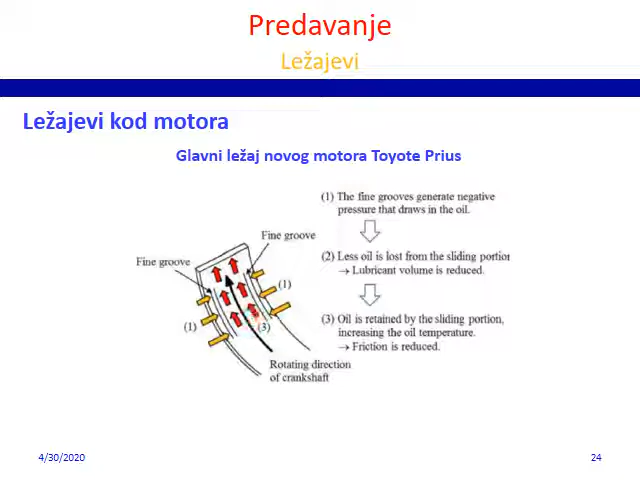 Predavanje
Ležajevi
Ležajevi kod motora
Glavni ležaj novog motora Toyote Prius
(1) The fine grooves generate negative
pressure that draws in the oil.
Fine groove
Fine groove
(2) Less oil is lost from the sliding portion
→ Lubricant volume is reduced.
(1)
(1)
(3)
(3) Oil is retained by the sliding portion,
increasing the oil temperature.
→ Friction is reduced.
Rotating direction
of crankshaft
4/30/2020
24